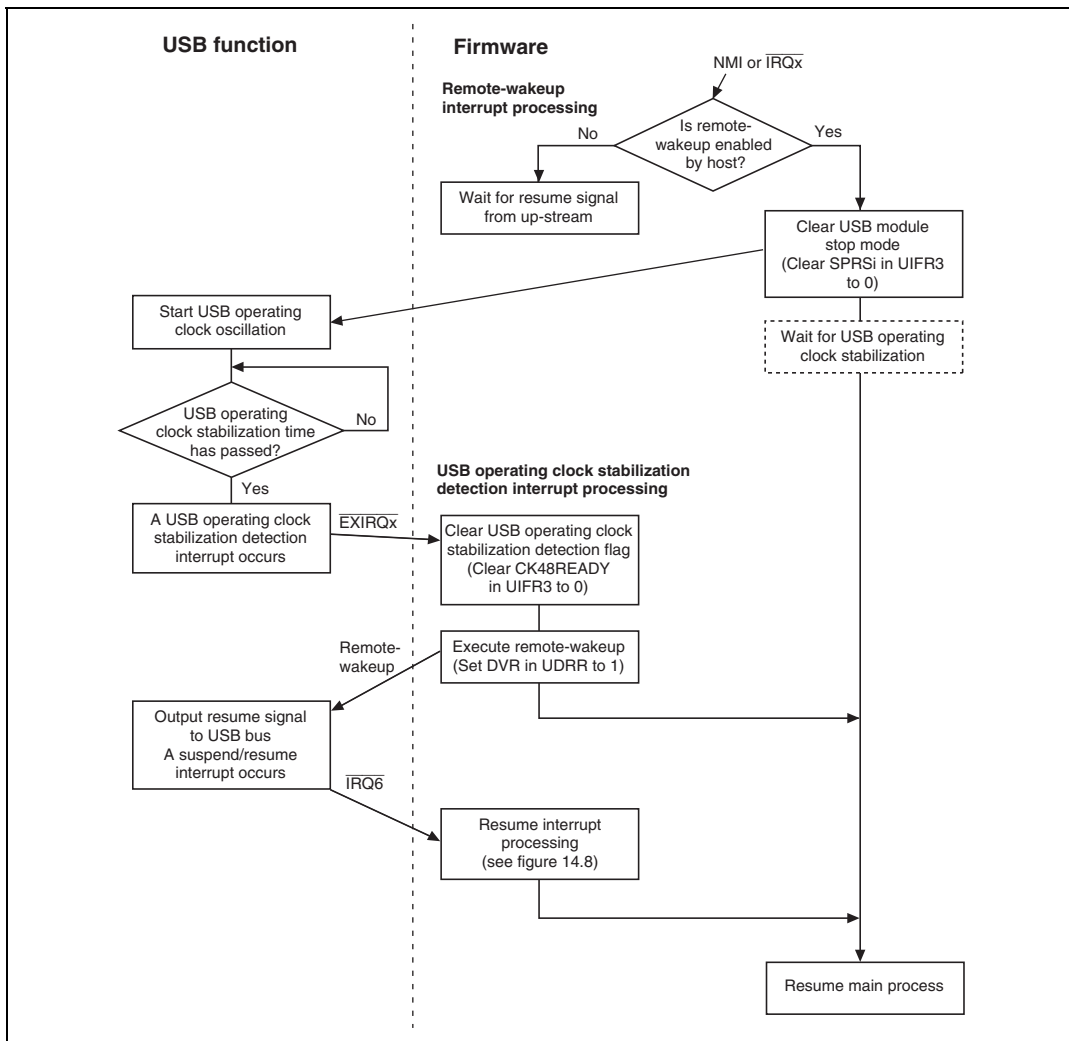 USB function
Firmware
NMI or IRQx
Remote-wakeup
interrupt processing
Is remote-
wakeup enabled
by host?
No
Yes
Wait for resume signal
from up-stream
Clear USB module
stop mode
(Clear SPRSi in UIFR3
to 0)
Start USB operating
clock oscillation
Wait for USB operating
clock stabilization
USB operating
clock stabilization time
has passed?
No
Yes
USB operating clock stabilization
detection interrupt processing
A USB operating clock
stabilization detection
interrupt occurs
EXIRQx
Clear USB operating clock
stabilization detection flag
(Clear CK48READY
in UIFR3 to 0)
Remote-
wakeup
Execute remote-wakeup
(Set DVR in UDRR to 1)
Output resume signal
to USB bus
A suspend/resume
interrupt occurs
IRQ6
Resume interrupt
processing
(see figure 14.8)
Resume main process